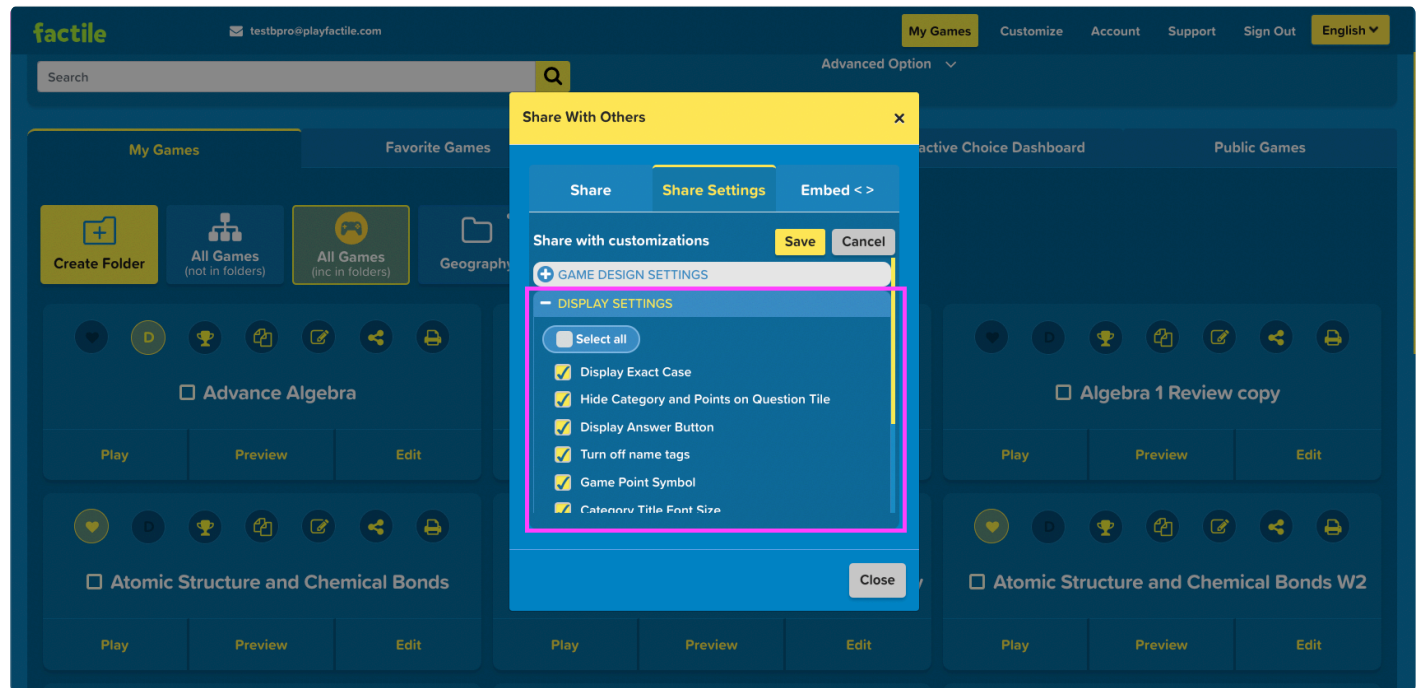 factile
testbpro@playfactile.com
My Games
Customize
Account
Support
Sign Out
English
Search
Advanced Option
Share With Others
×
My Games
Favorite Games
active Choice Dashboard
Public Games
Share
Share Settings
Embed < >
Share with customizations
Save
Cancel
Create Folder
All Games
(not in folders)
All Games
(inc in folders)
Geography
GAME DESIGN SETTINGS
DISPLAY SETTINGS
Select all
Display Exact Case
Hide Category and Points on Question Tile
Display Answer Button
Turn off name tags
Game Point Symbol
Category Title Font Size
Close
D
D
Advance Algebra
Algebra 1 Review copy
Play
Preview
Edit
Play
Preview
Edit
D
D
Atomic Structure and Chemical Bonds
y
Atomic Structure and Chemical Bonds W2
Play
Preview
Edit
Play
Preview
Edit
Play
Preview
Edit